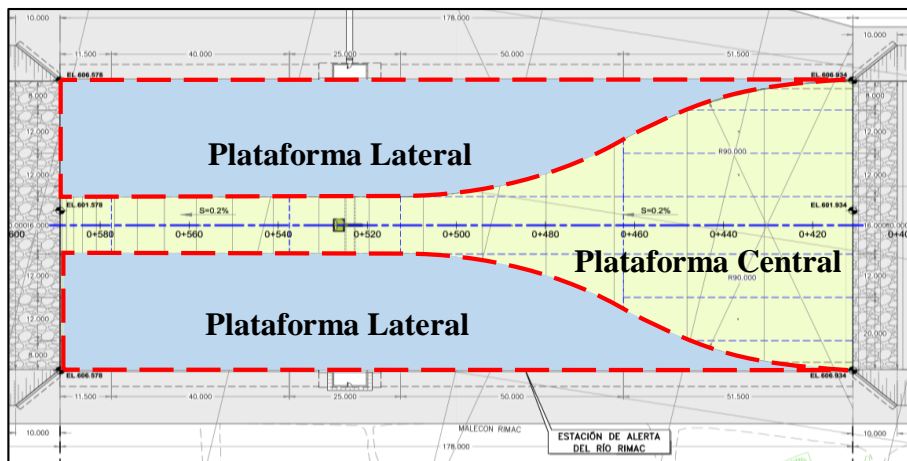 10.000
178.000
10.000
11.500
40.000
25.000
50.000
51.500
EL 606.578
EL 606.934
8.000
12.000
12.000
Plataforma Lateral
R90.000
EL 601.578
S=0.2%
S=0.2%
EL 601.934
0+580
0+560
0+540
0+520
0+500
0+480
0+460
0+440
0+420
Plataforma Central
R90.000
12.000
12.000
8.000
20.000
Plataforma Lateral
EL 606.578
EL 606.934
11.500
40.000
25.000
50.000
51.500
MALECON RIMAC
ESTACIÓN DE ALERTA
DEL RÍO RIMAC
10.000
178.000
10.000